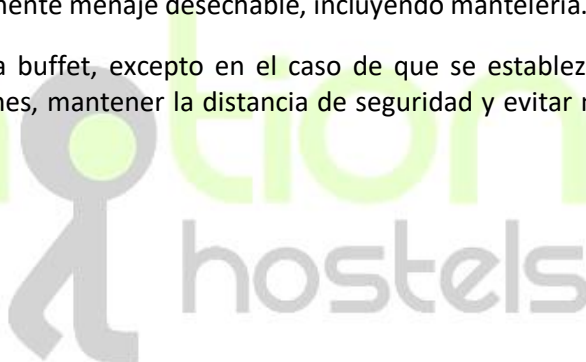 mente menaje desechable, incluyendo mantelería.
a buffet, excepto en el caso de que se establez
nes, mantener la distancia de seguridad y evitar
tion
hostels